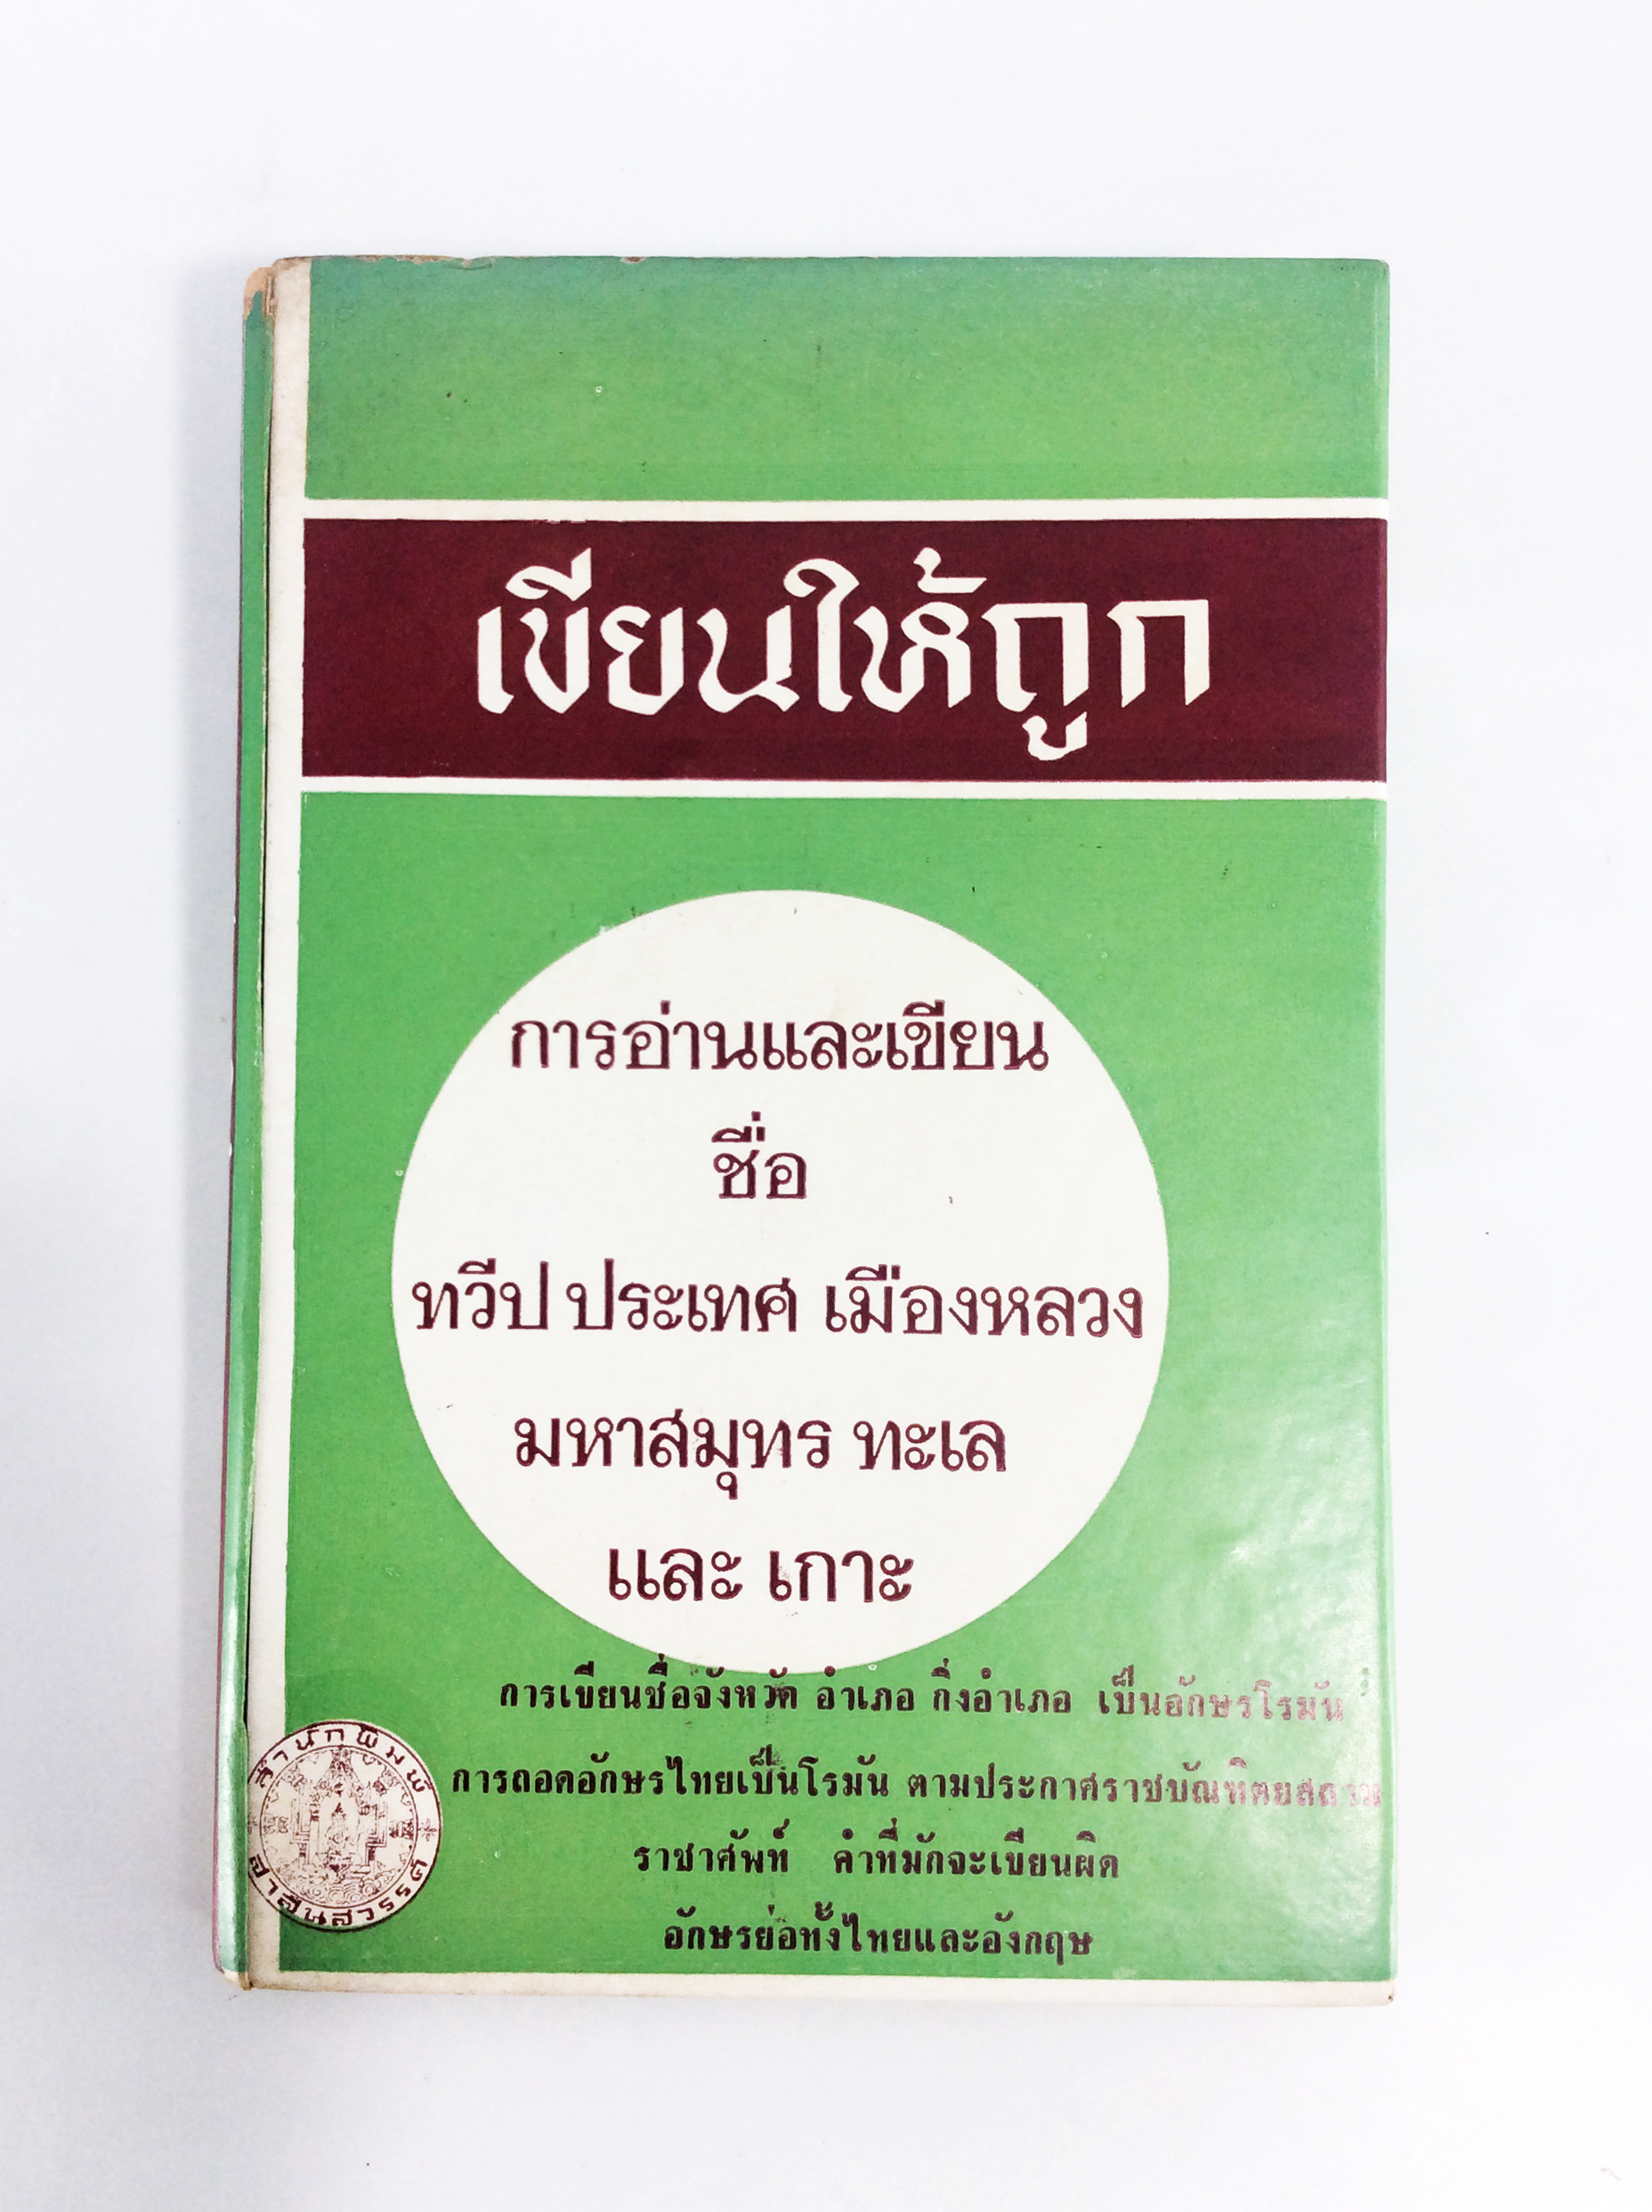 เขียนให้ถูก
การอ่านและเขียน
ชื่อ
ทวีป ประเทศ เมืองหลวง
มหาสมุทร ทะเล
และ เกาะ
การเขียนชื่อจังหวัด อำเภอ กิ่งอำเภอ เป็นอักษรโรมัน
การถอดอักษรไทยเป็นโรมัน ตามประกาศราชบัณฑิตยสถาน
ราชาศัพท์ คำที่มักจะเขียนผิด
อักษรย่อทั้งไทยและอังกฤษ
สำนักพิมพ์
สาส์นสวรรค์